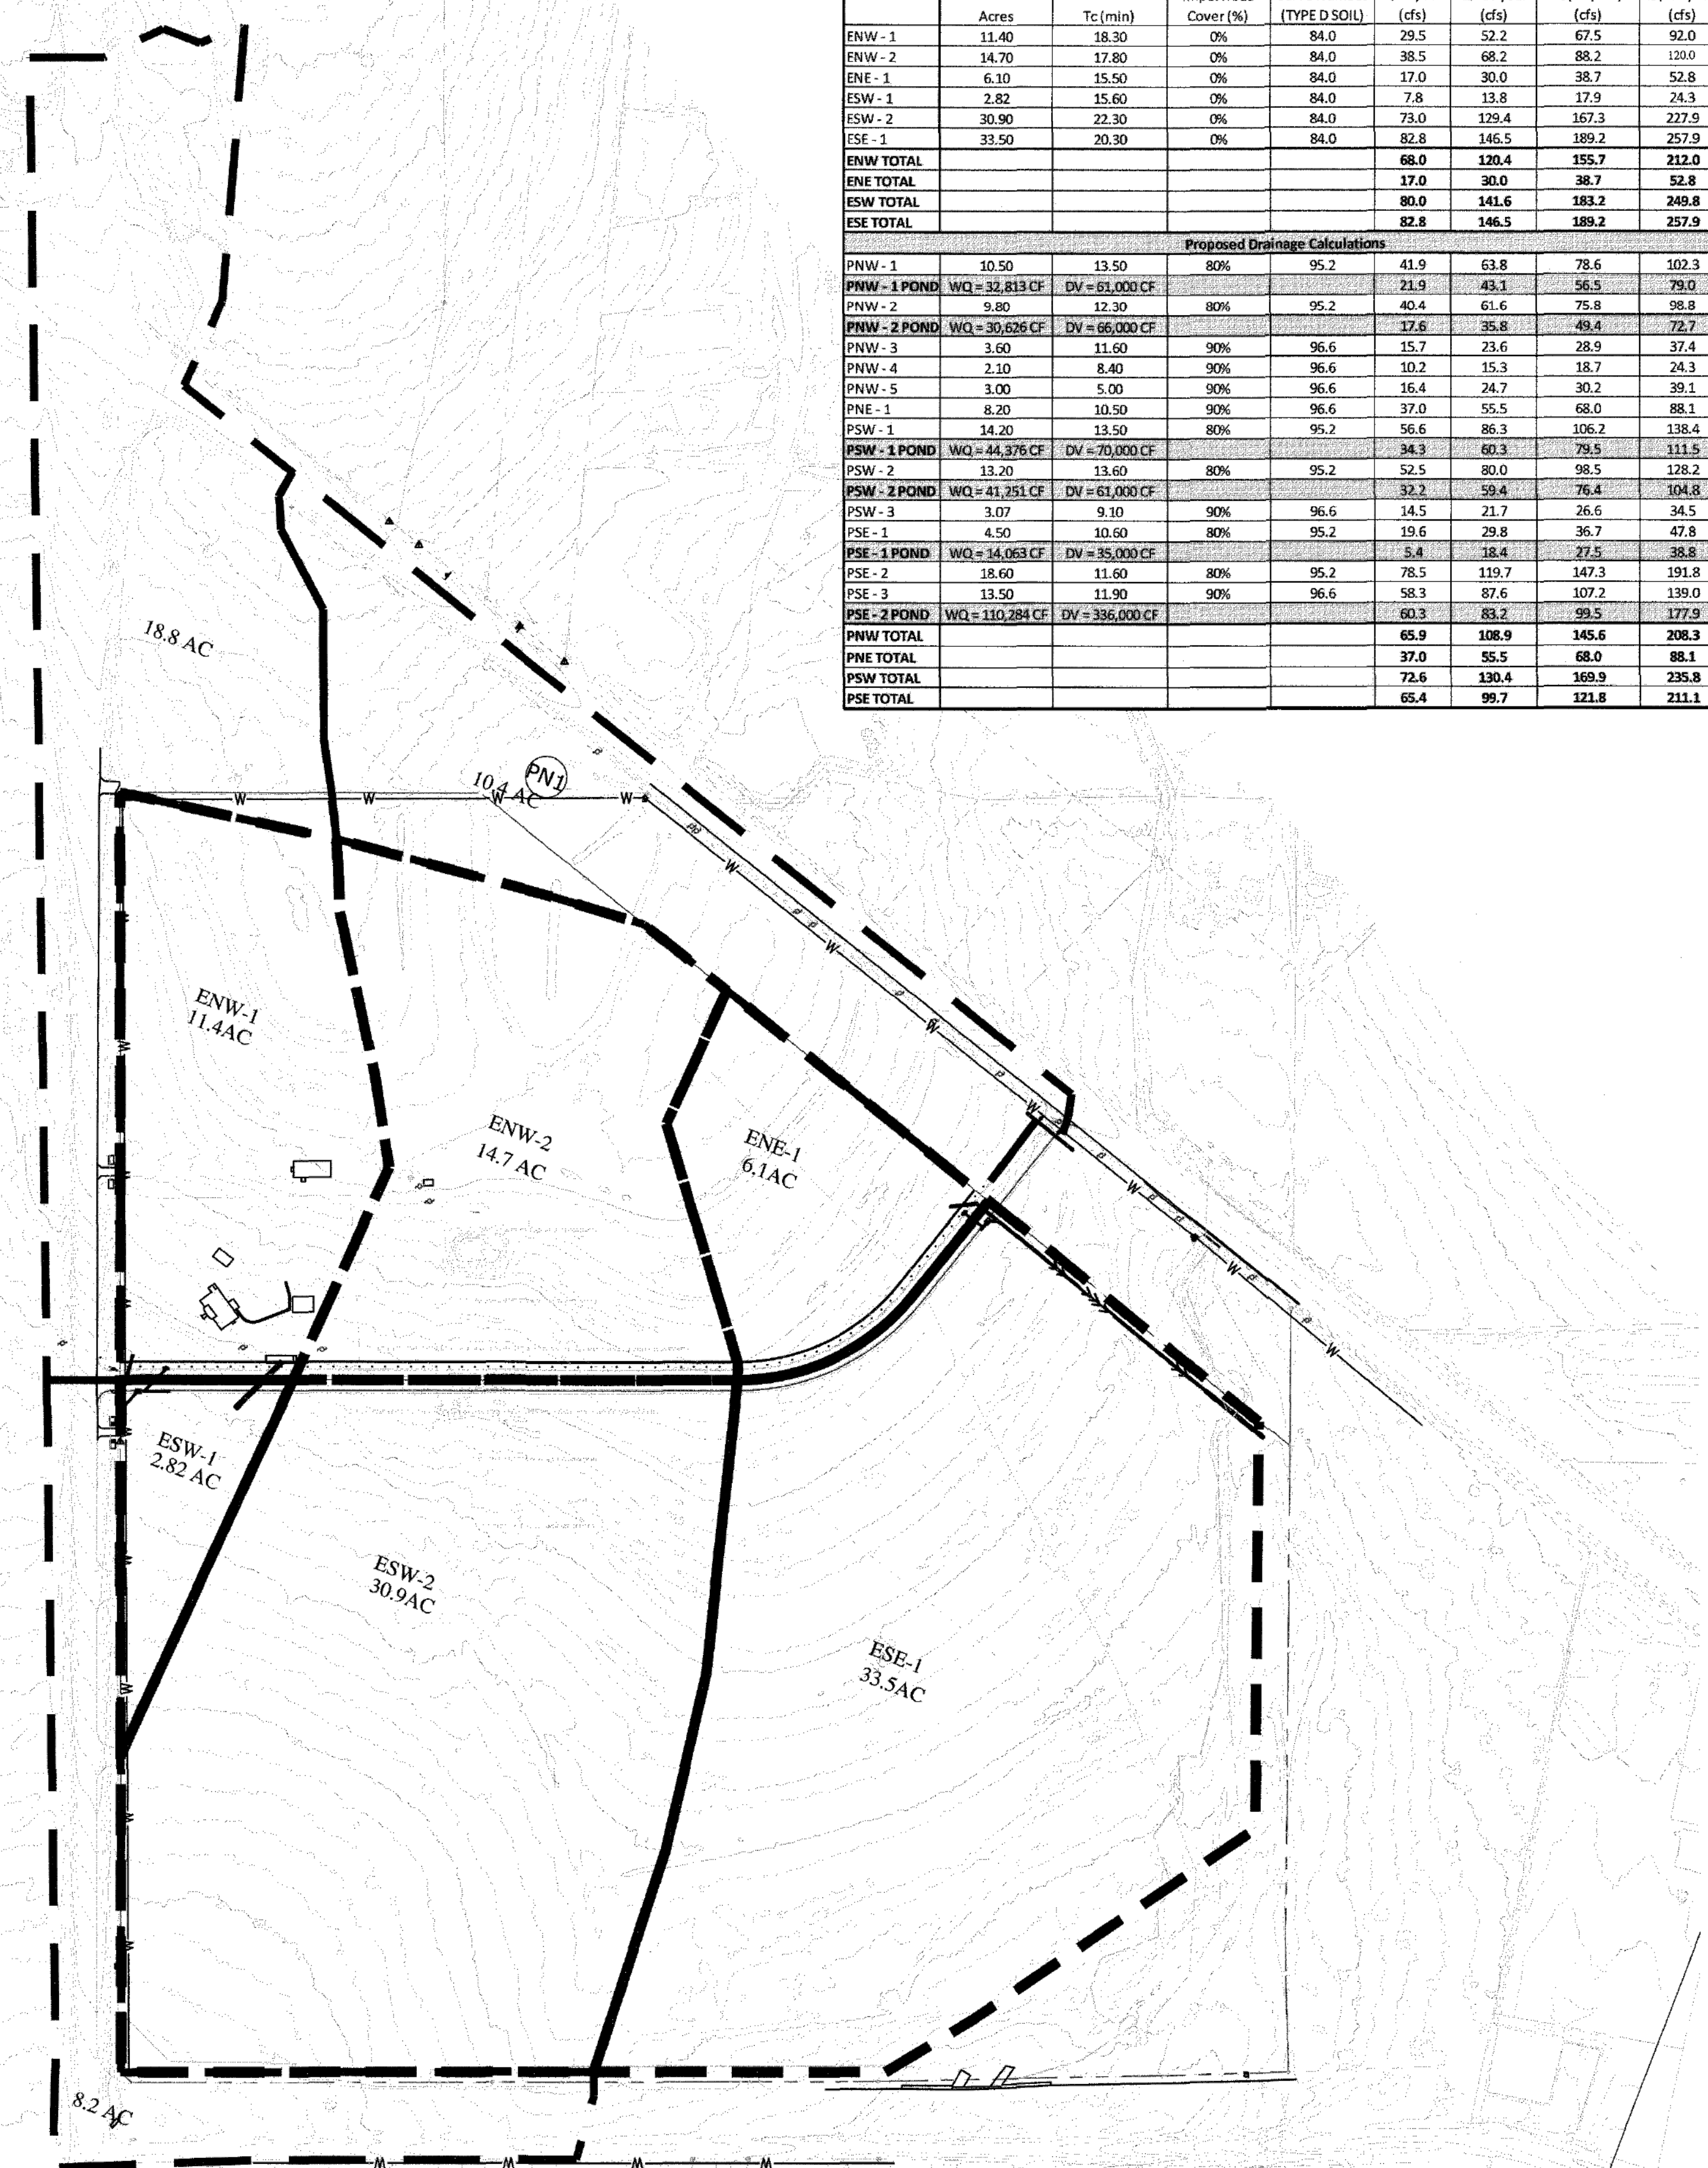 Acres Tc (min) Cover (%) (TYPE D SOIL) (cfs) (cfs) (cfs) (cfs)
ENW - 1 11.40 18.30 0% 84.0 29.5 52.2 67.5 92.0
ENW - 2 14.70 17.80 0% 84.0 38.5 68.2 88.2 120.0
ENE - 1 6.10 15.50 0% 84.0 17.0 30.0 38.7 52.8
ESW - 1 2.82 15.60 0% 84.0 7.8 13.8 17.9 24.3
ESW - 2 30.90 22.30 0% 84.0 73.0 129.4 167.3 227.9
ESE - 1 33.50 20.30 0% 84.0 82.8 146.5 189.2 257.9
ENW TOTAL 68.0 120.4 155.7 212.0
ENE TOTAL 17.0 30.0 38.7 52.8
ESW TOTAL 80.0 141.6 183.2 249.8
ESE TOTAL 82.8 146.5 189.2 257.9
Proposed Drainage Calculations
PNW - 1 10.50 13.50 80% 95.2 41.9 63.8 78.6 102.3
PNW - 1 POND WQ = 32,813 CF DV = 61,000 CF 21.9 43.1 56.5 79.0
PNW - 2 9.80 12.30 80% 95.2 40.4 61.6 75.8 98.8
PNW - 2 POND WQ = 30,626 CF DV = 66,000 CF 17.6 35.8 49.4 72.7
PNW - 3 3.60 11.60 90% 96.6 15.7 23.6 28.9 37.4
PNW - 4 2.10 8.40 90% 96.6 10.2 15.3 18.7 24.3
PNW - 5 3.00 5.00 90% 96.6 16.4 24.7 30.2 39.1
PNE - 1 8.20 10.50 90% 96.6 37.0 55.5 68.0 88.1
PSW - 1 14.20 13.50 80% 95.2 56.6 86.3 106.2 138.4
PSW - 1 POND WQ = 44,376 CF DV = 70,000 CF 34.3 60.3 79.5 111.5
PSW - 2 13.20 13.60 80% 95.2 52.5 80.0 98.5 128.2
PSW - 2 POND WQ = 41,251 CF DV = 61,000 CF 32.2 59.4 76.4 104.8
PSW - 3 3.07 9.10 90% 96.6 14.5 21.7 26.6 34.5
PSE - 1 4.50 10.60 80% 95.2 19.6 29.8 36.7 47.8
PSE - 1 POND WQ = 14,063 CF DV = 35,000 CF 5.4 18.4 27.5 38.8
PSE - 2 18.60 11.60 80% 95.2 78.5 119.7 147.3 191.8
PSE - 3 13.50 11.90 90% 96.6 58.3 87.6 107.2 139.0
PSE - 2 POND WQ = 110,284 CF DV = 336,000 CF 60.3 83.2 99.5 177.9
PNW TOTAL 65.9 108.9 145.6 208.3
PNE TOTAL 37.0 55.5 68.0 88.1
PSW TOTAL 72.6 130.4 169.9 235.8
PSE TOTAL 65.4 99.7 121.8 211.1
18.8 AC
PN1
10.4 AC
W W W W
W
W
W
W
W
W
W
ENW-1
11.4AC
ENW-2
14.7 AC
ENE-1
6.1AC
ESW-1
2.82 AC
ESW-2
30.9AC
ESE-1
33.5AC
8.2 AC
W W W W